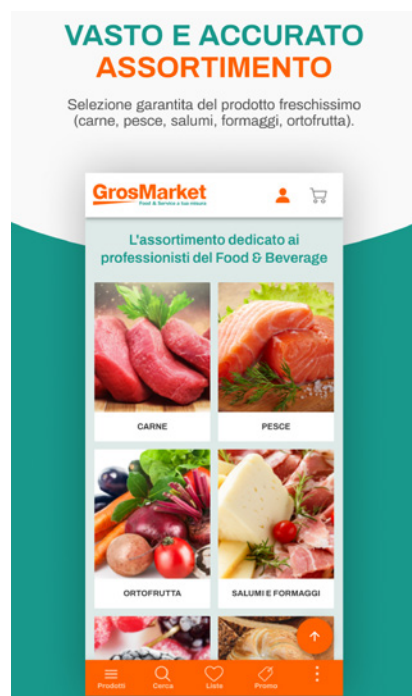 VASTO E ACCURATO
ASSORTIMENTO
Selezione garantita del prodotto freschissimo
(carne, pesce, salumi, formaggi, ortofrutta).
GrosMarket
Food & Service a tua misura
L'assortimento dedicato ai
professionisti del Food & Beverage
CARNE
PESCE
ORTOFRUTTA
SALUMI E FORMAGGI
Prodotti
Cerca
Liste
Promo